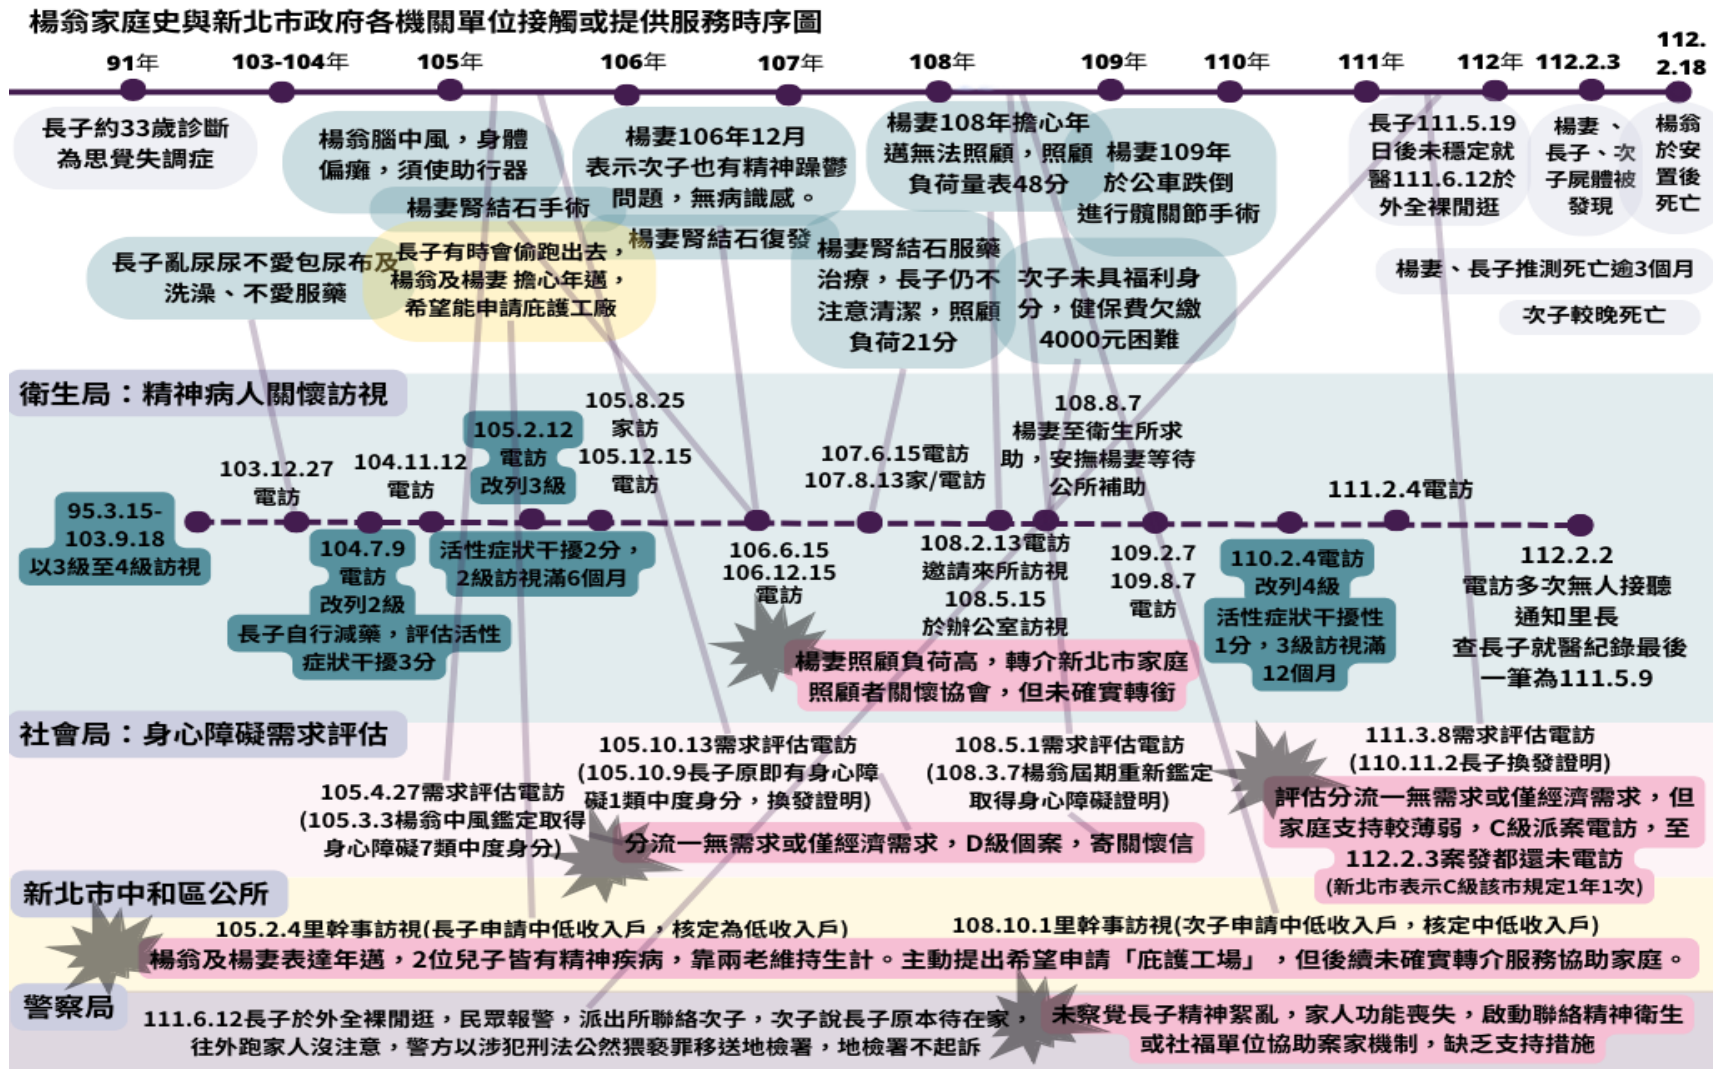 楊翁家庭史與新北市政府各機關單位接觸或提供服務時序圖
91年
103-104年
105年
106年
107年
108年
109年
110年
111年
112年
112.2.3
112.
2.18
長子約33歲診斷
為思覺失調症
楊翁腦中風，身體
偏癱，須使助行器
楊妻腎結石手術
楊妻106年12月
表示次子也有精神躁鬱
問題，無病識感。
楊妻腎結石復發
楊妻108年擔心年
邁無法照顧，照顧
負荷量表48分
楊妻109年
於公車跌倒
進行髖關節手術
長子111.5.19
日後未穩定就
醫111.6.12於
外全裸閒逛
楊妻、
長子、次
子屍體被
發現
楊翁
於安
置後
死亡
長子亂尿尿不愛包尿布及
洗澡、不愛服藥
長子有時會偷跑出去，
楊翁及楊妻 擔心年邁，
希望能申請庇護工廠
楊妻腎結石服藥
治療，長子仍不
注意清潔，照顧
負荷21分
次子未具福利身
分，健保費欠繳
4000元困難
楊妻、長子推測死亡逾3個月
次子較晚死亡
衛生局：精神病人關懷訪視
95.3.15-
103.9.18
以3級至4級訪視
103.12.27
電訪
104.7.9
電訪
改列2級
長子自行減藥，評估活性
症狀干擾3分
104.11.12
電訪
105.2.12
電訪
改列3級
活性症狀干擾2分，
2級訪視滿6個月
105.8.25
家訪
105.12.15
電訪
106.6.15
106.12.15
電訪
107.6.15電訪
107.8.13家/電訪
108.2.13電訪
邀請來所訪視
108.5.15
於辦公室訪視
楊妻照顧負荷高，轉介新北市家庭
照顧者關懷協會，但未確實轉銜
108.8.7
楊妻至衛生所求
助，安撫楊妻等待
公所補助
109.2.7
109.8.7
電訪
110.2.4電訪
改列4級
活性症狀干擾性
1分，3級訪視滿
12個月
111.2.4電訪
112.2.2
電訪多次無人接聽
通知里長
查長子就醫紀錄最後
一筆為111.5.9
社會局：身心障礙需求評估
105.4.27需求評估電訪
(105.3.3楊翁中風鑑定取得
身心障礙7類中度身分)
105.10.13需求評估電訪
(105.10.9長子原即有身心障
礙1類中度身分，換發證明)
108.5.1需求評估電訪
(108.3.7楊翁屆期重新鑑定
取得身心障礙證明)
分流一無需求或僅經濟需求，D級個案，寄關懷信
111.3.8需求評估電訪
(110.11.2長子換發證明)
評估分流一無需求或僅經濟需求，但
家庭支持較薄弱，C級派案電訪，至
112.2.3案發都還未電訪
(新北市表示C級該市規定1年1次)
新北市中和區公所
105.2.4里幹事訪視(長子申請中低收入戶，核定為低收入戶)
108.10.1里幹事訪視(次子申請中低收入戶，核定中低收入戶)
楊翁及楊妻表達年邁，2位兒子皆有精神疾病，靠兩老維持生計。主動提出希望申請「庇護工場」，但後續未確實轉介服務協助家庭。
警察局
111.6.12長子於外全裸閒逛，民眾報警，派出所聯絡次子，次子說長子原本待在家，
往外跑家人沒注意，警方以涉犯刑法公然猥褻罪移送地檢署，地檢署不起訴
未察覺長子精神紊亂，家人功能喪失，啟動聯絡精神衛生
或社福單位協助案家機制，缺乏支持措施